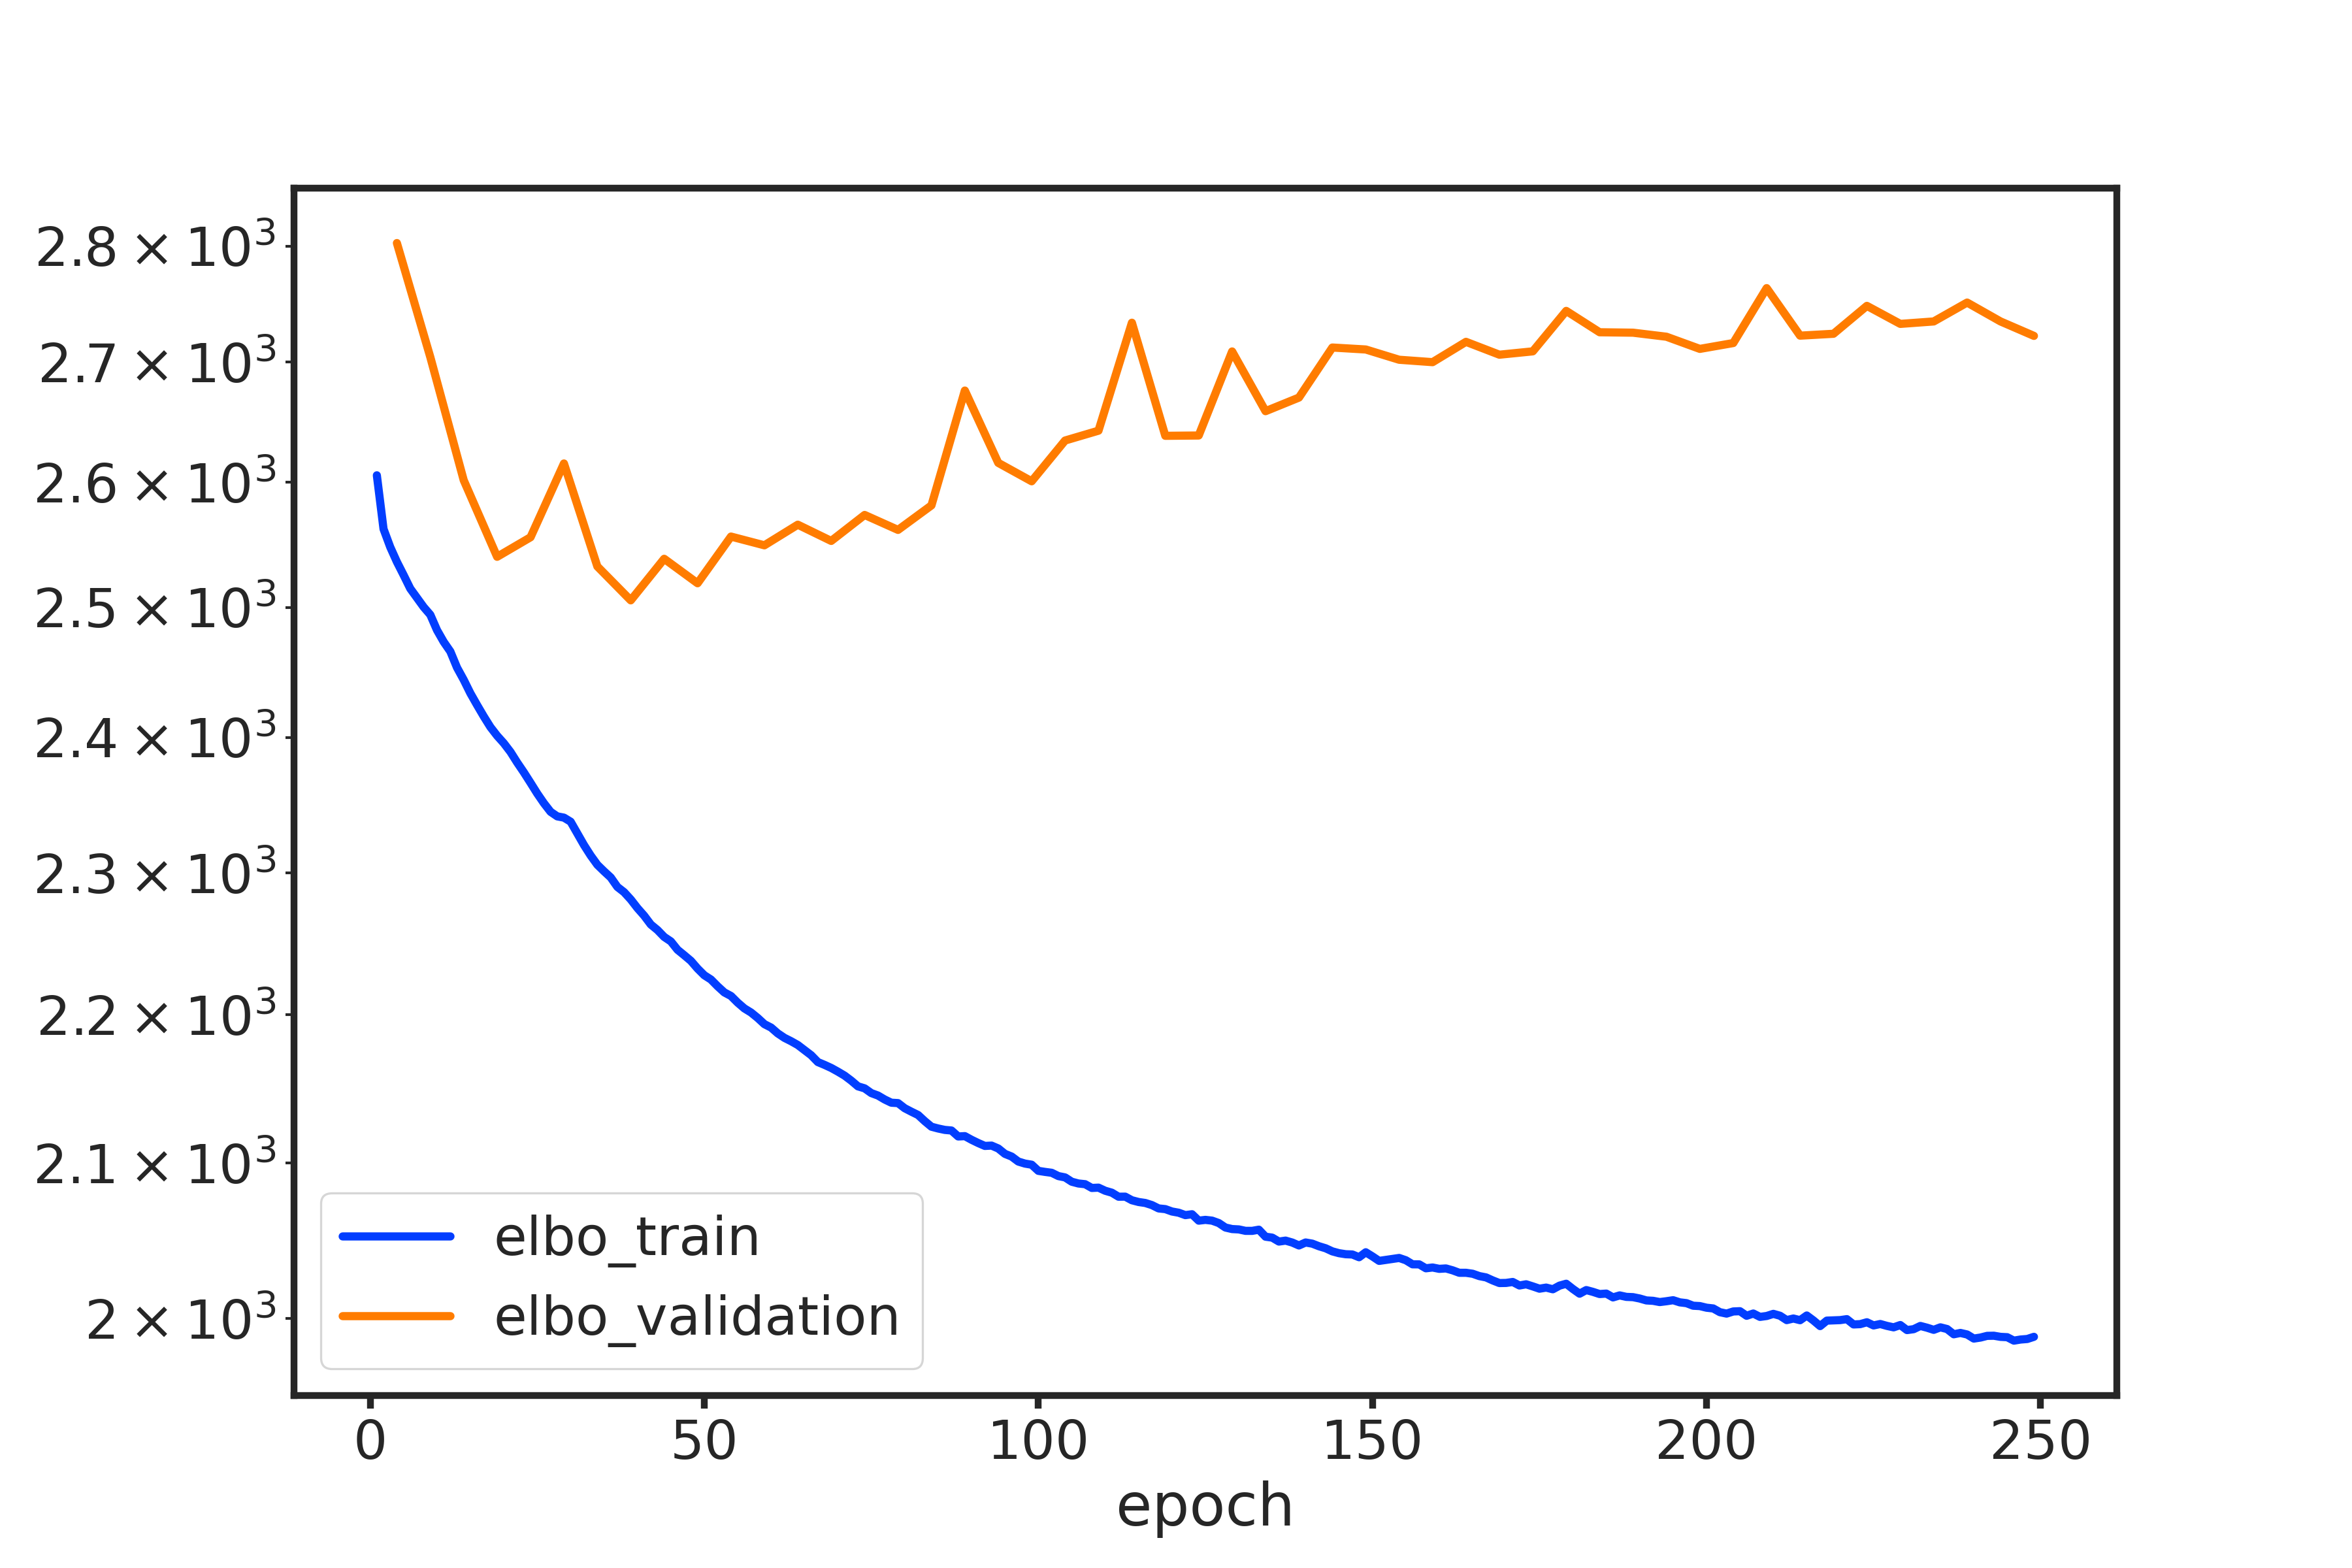 2.8 × 10³
2.7 × 10³
2.6 × 10³
2.5 × 10³
2.4 × 10³
2.3 × 10³
2.2 × 10³
2.1 × 10³
2 × 10³
elbo_train
elbo_validation
0 50 100 150 200 250
epoch